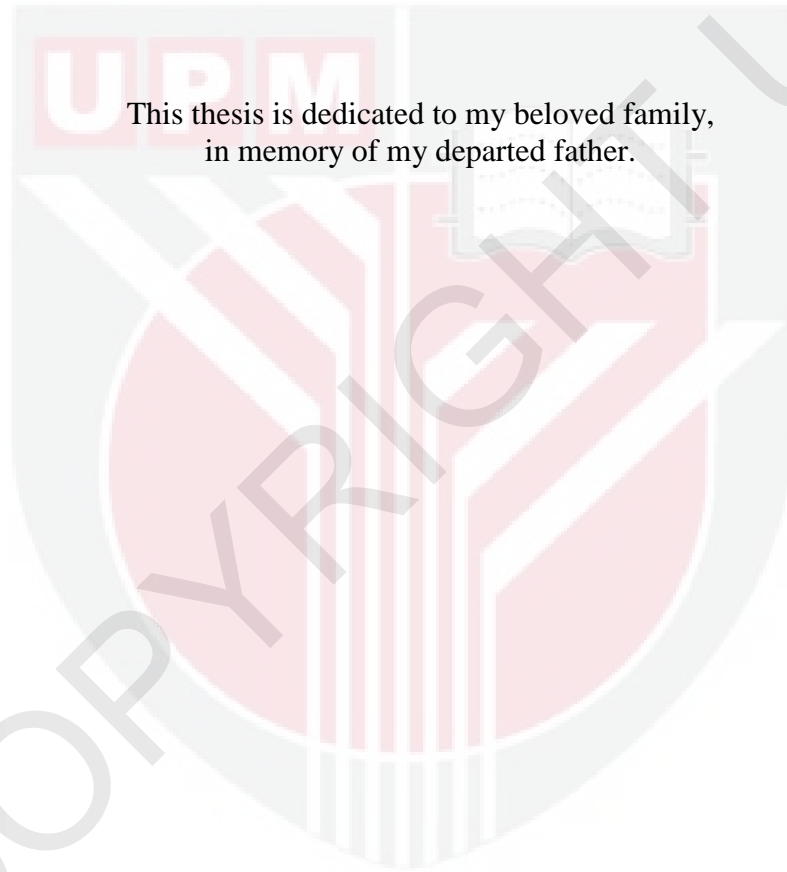 UPM
This thesis is dedicated to my beloved family,
in memory of my departed father.
COPYRIGHT U